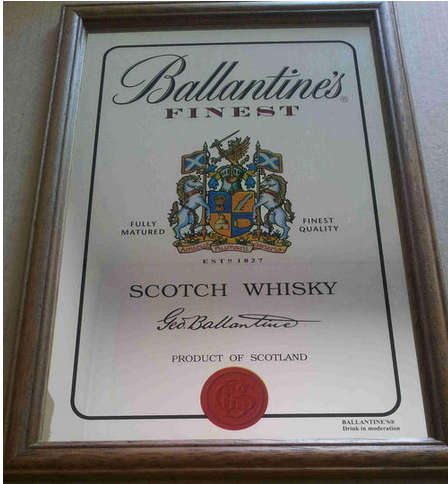 Ballantine's®
FINEST
FULLY
MATURED
FINEST
QUALITY
ESTD 1827
SCOTCH WHISKY
Geo. Ballantine
PRODUCT OF SCOTLAND
BALLANTINE'S®
Drink in moderation